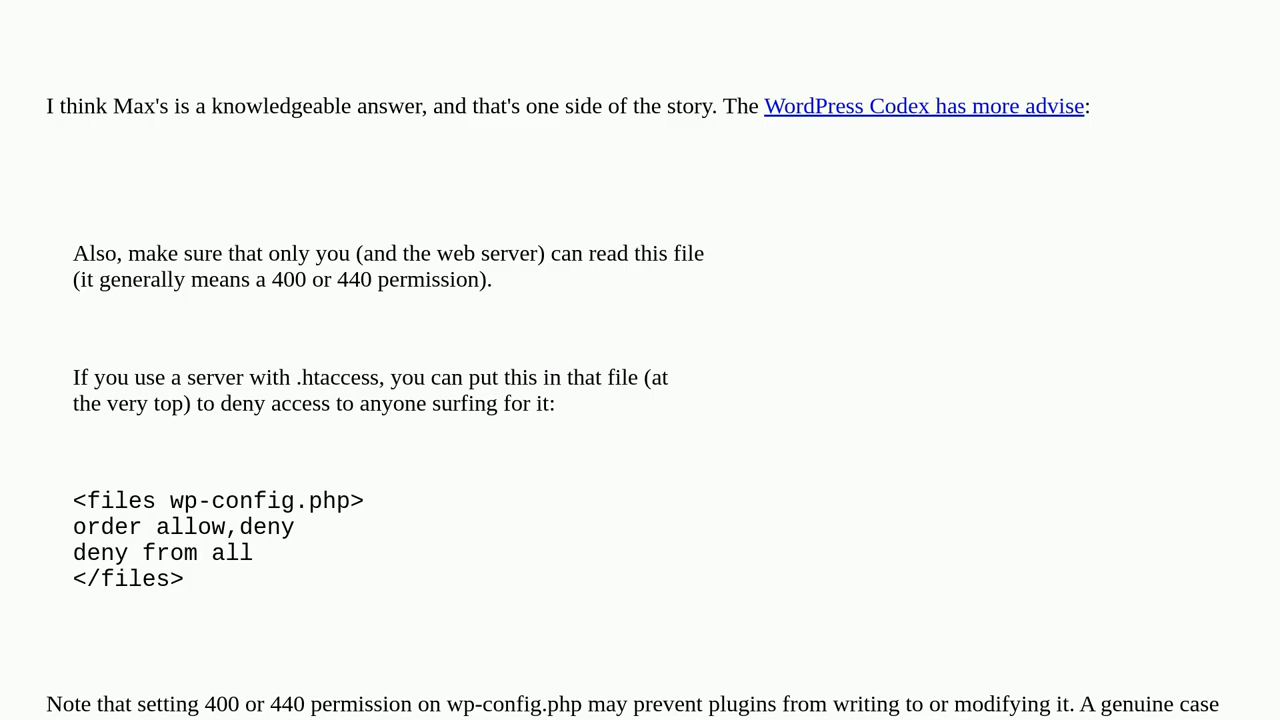 I think Max's is a knowledgeable answer, and that's one side of the story. The WordPress Codex has more advise:
Also, make sure that only you (and the web server) can read this file
(it generally means a 400 or 440 permission).
If you use a server with .htaccess, you can put this in that file (at
the very top) to deny access to anyone surfing for it:
<files wp-config.php>
order allow,deny
deny from all
</files>
Note that setting 400 or 440 permission on wp-config.php may prevent plugins from writing to or modifying it. A genuine case